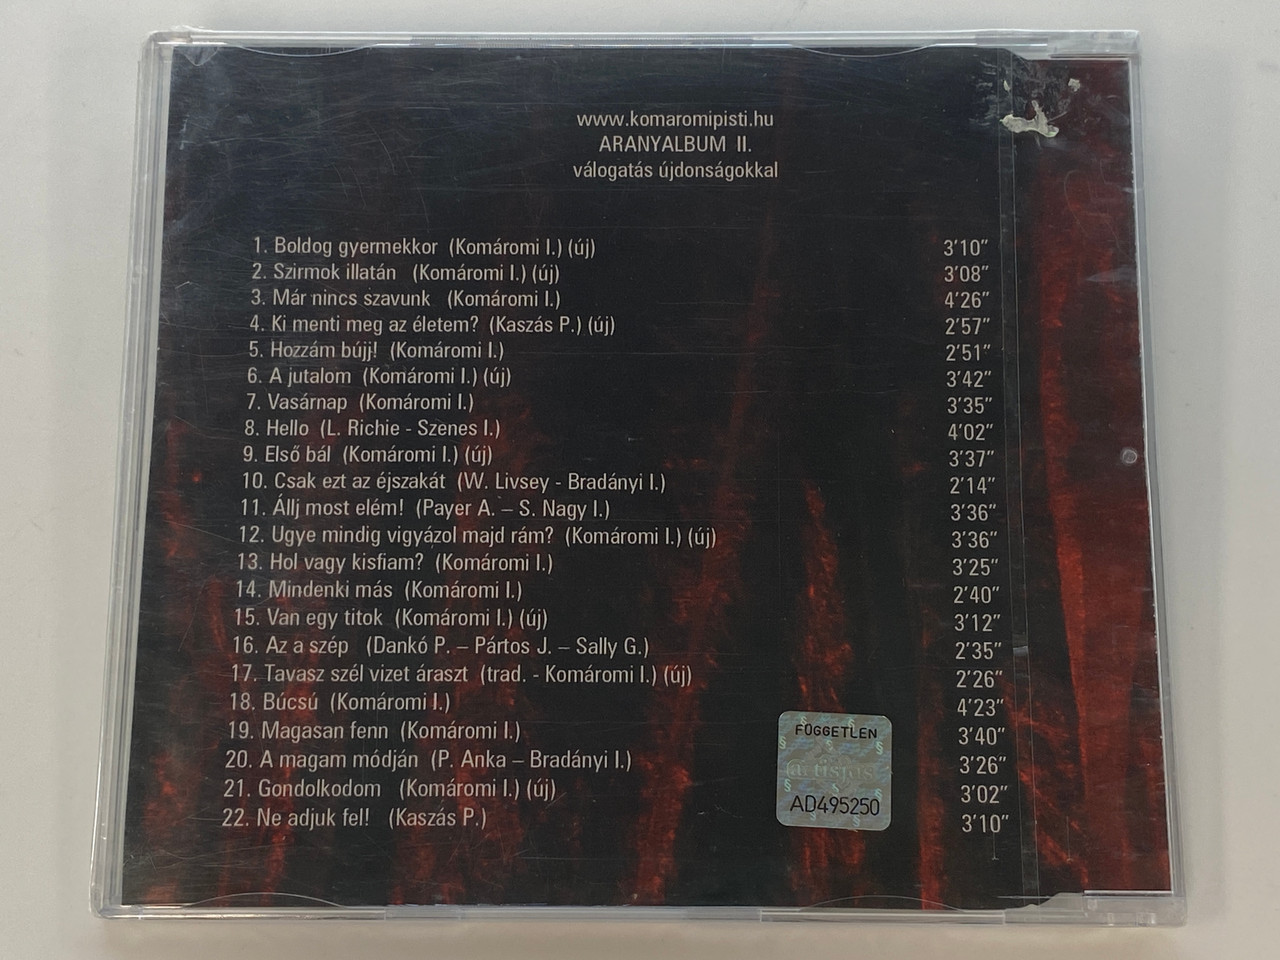 www.komaromipisti.hu
ARANYALBUM II.
válogatás újdonságokkal
1. Boldog gyermekkor (Komáromi I.) (új) 3'10"
2. Szirmok illatán (Komáromi I.) (új) 3'08"
3. Már nincs szavunk (Komáromi I.) 4'26"
4. Ki menti meg az életem? (Kaszás P.) (új) 2'57"
5. Hozzám bújj! (Komáromi I.) 2'51"
6. A jutalom (Komáromi I.) (új) 3'42"
7. Vasárnap (Komáromi I.) 3'35"
8. Hello (L. Richie - Szenes I.) 4'02"
9. Első bál (Komáromi I.) (új) 3'37"
10. Csak ezt az éjszakát (W. Livsey - Bradányi I.) 2'14"
11. Állj most elém! (Payer A. – S. Nagy I.) 3'36"
12. Ugye mindig vigyázol majd rám? (Komáromi I.) (új) 3'36"
13. Hol vagy kisfiam? (Komáromi I.) 3'25"
14. Mindenki más (Komáromi I.) 2'40"
15. Van egy titok (Komáromi I.) (új) 3'12"
16. Az a szép (Dankó P. – Pártos J. – Sally G.) 2'35"
17. Tavasz szél vizet áraszt (trad. - Komáromi I.) (új) 2'26"
18. Búcsú (Komáromi I.) 4'23"
19. Magasan fenn (Komáromi I.) 3'40"
20. A magam módján (P. Anka – Bradányi I.) 3'26"
21. Gondolkodom (Komáromi I.) (új) 3'02"
22. Ne adjuk fel! (Kaszás P.) 3'10"
FÜGGETLEN
artisjus
AD495250